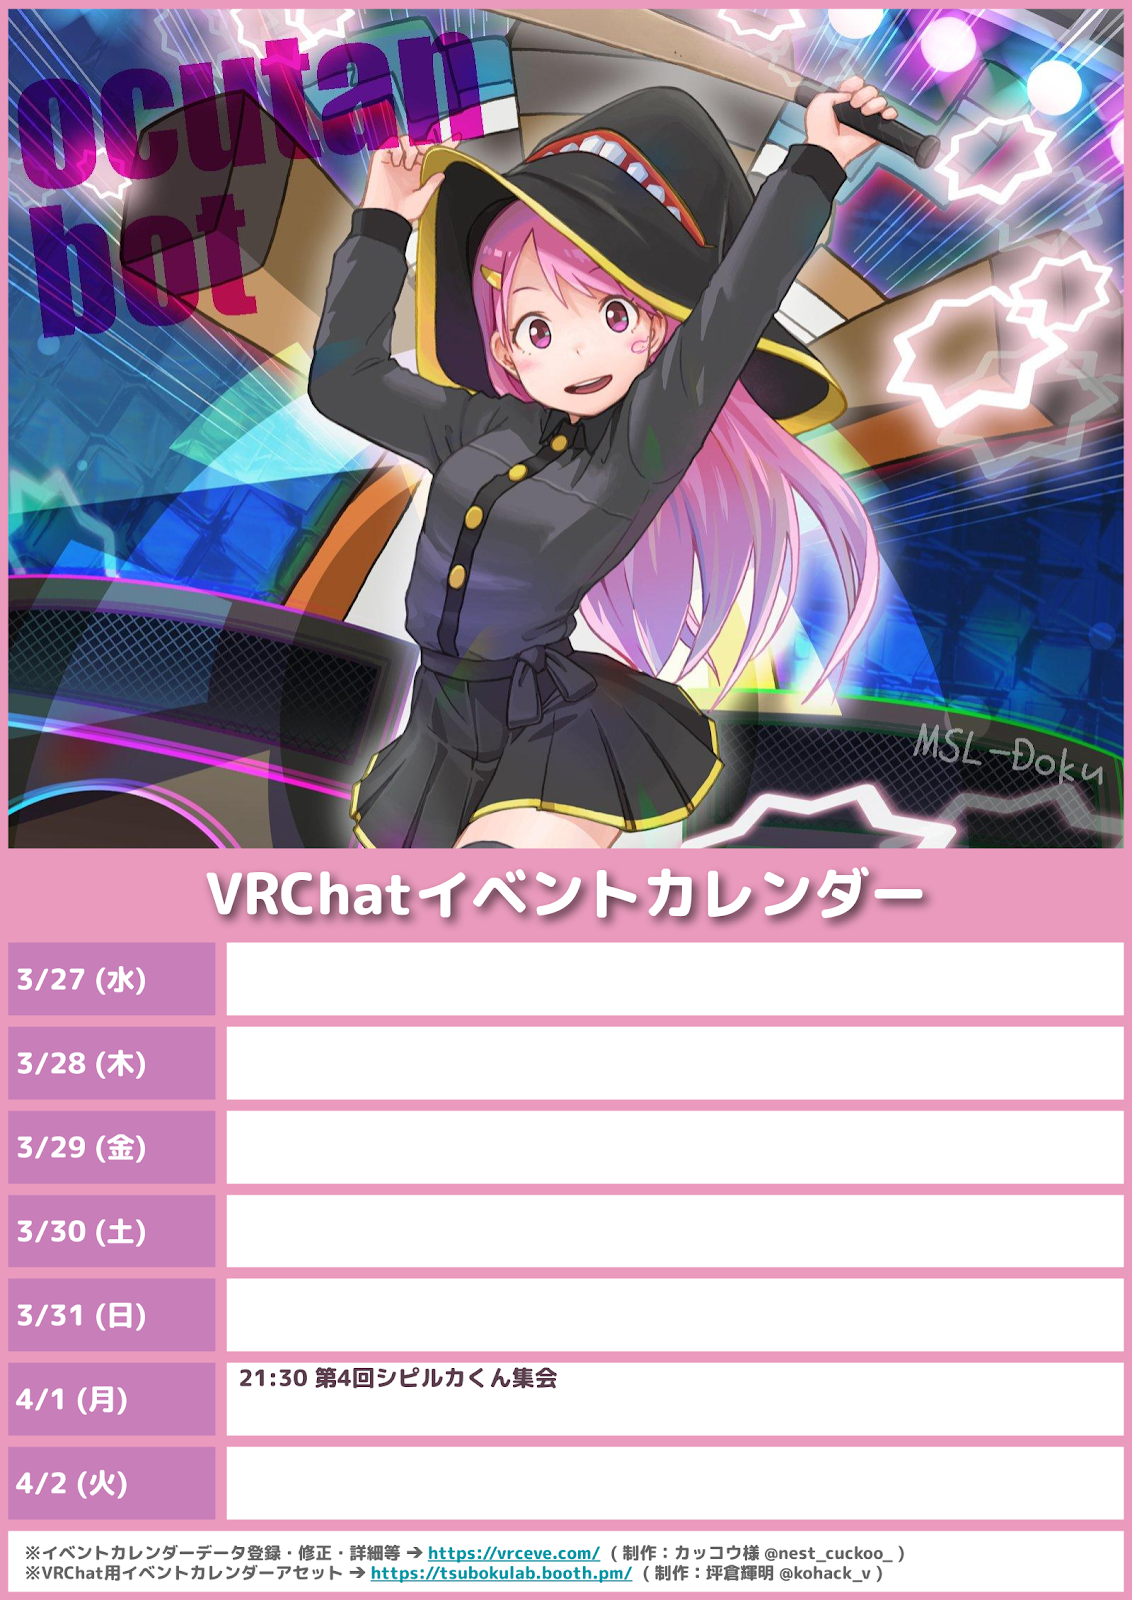 ocutan
bot
MSL-Doku
VRChatイベントカレンダー
3/27 (水)
3/28 (木)
3/29 (金)
3/30 (土)
3/31 (日)
4/1 (月)
21:30 第4回シピルカくん集会
4/2 (火)
※イベントカレンダーデータ登録・修正・詳細等 ➔ https://vrceve.com/ ( 制作：カッコウ様 @nest_cuckoo_ )
※VRChat用イベントカレンダーアセット ➔ https://tsubokulab.booth.pm/ ( 制作：坪倉輝明 @kohack_v )